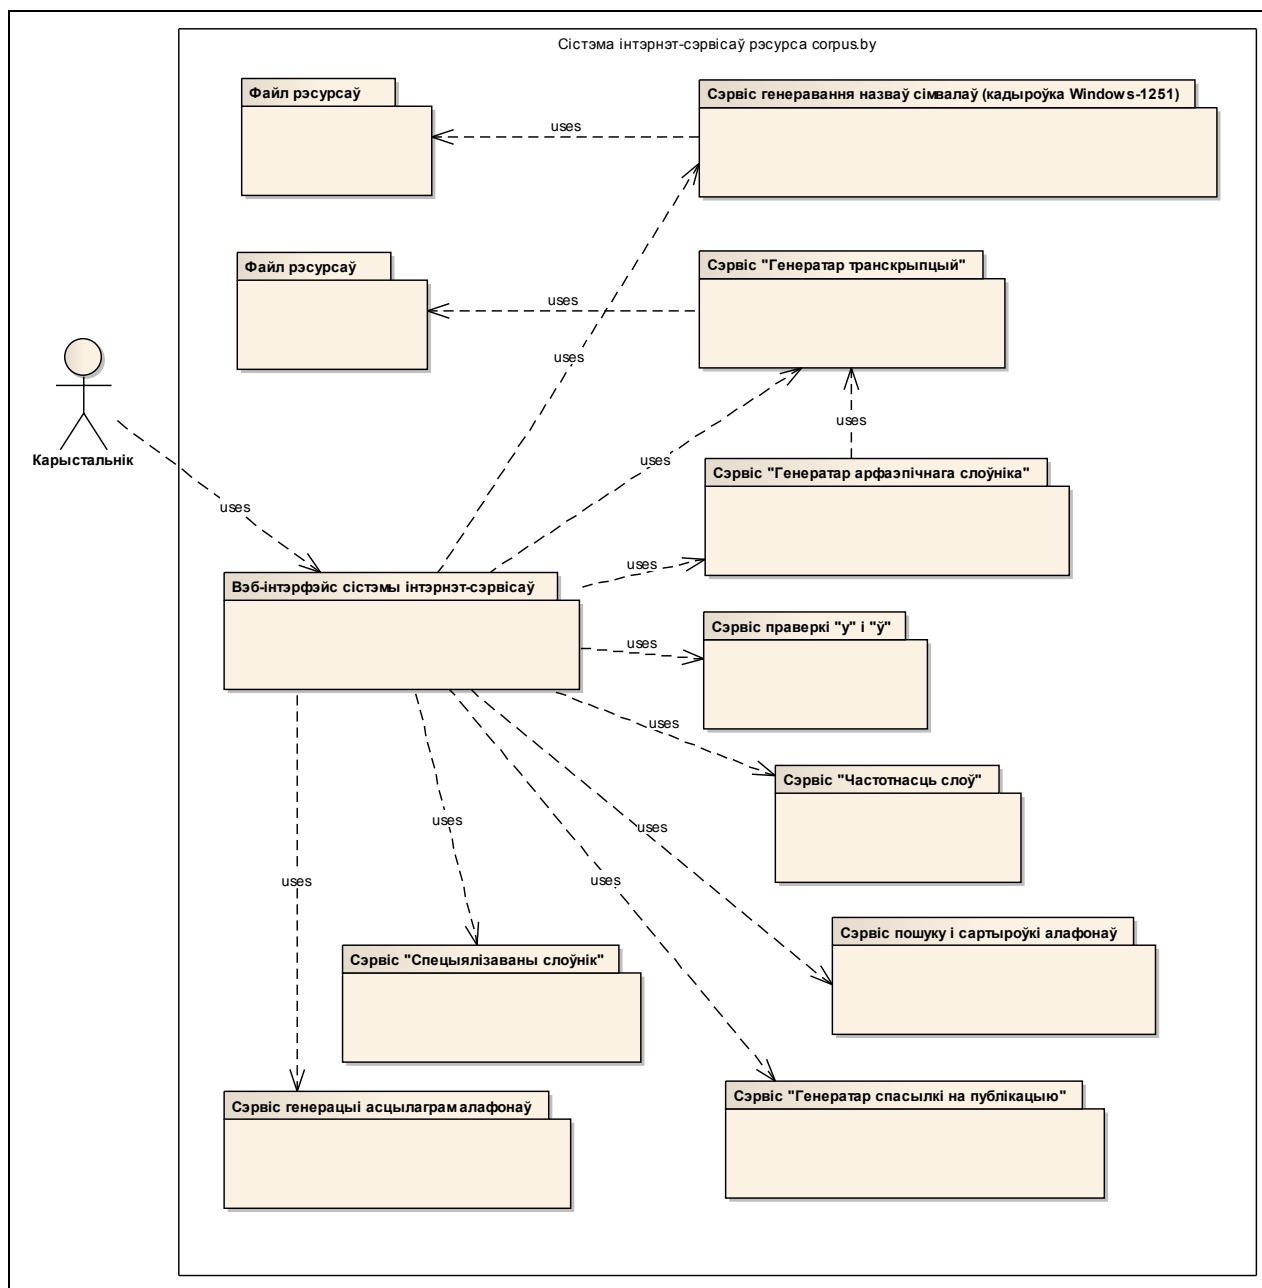 Сістэма інтэрнэт-сэрвісаў рэсурса corpus.by
Файл рэсурсаў
Сэрвіс генеравання назваў сімвалаў (кадыроўка Windows-1251)
uses
Файл рэсурсаў
Сэрвіс "Генератар транскрыпцый"
uses
uses
uses
uses
Карыстальнік
Сэрвіс "Генератар арфаэпічнага слоўніка"
uses
uses
Вэб-інтэрфэйс сістэмы інтэрнэт-сэрвісаў
Сэрвіс праверкі "у" і "ў"
uses
uses
Сэрвіс "Частотнасць слоў"
uses
uses
uses
uses
Сэрвіс пошуку і сартыроўкі алафонаў
Сэрвіс "Спецыялізаваны слоўнік"
Сэрвіс генерацыі асцылаграм алафонаў
Сэрвіс "Генератар спасылкі на публікацыю"